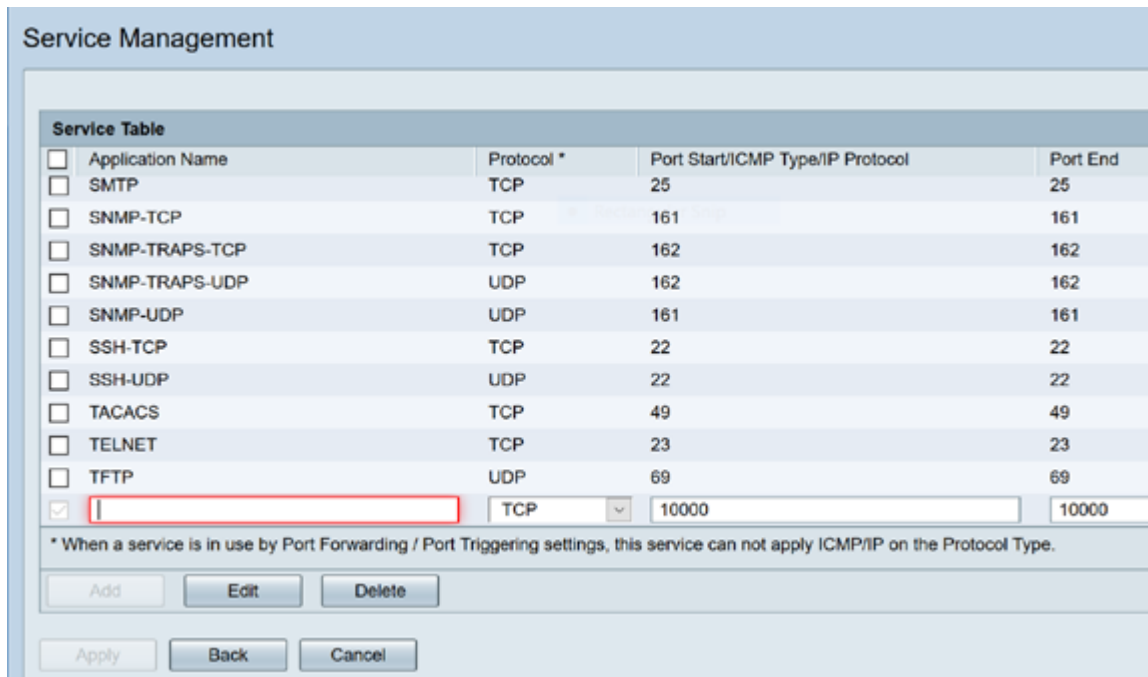 Service Management
Service Table
Application Name Protocol * Port Start/ICMP Type/IP Protocol Port End
SMTP TCP 25 25
SNMP-TCP TCP 161 161
SNMP-TRAPS-TCP TCP 162 162
SNMP-TRAPS-UDP UDP 162 162
SNMP-UDP UDP 161 161
SSH-TCP TCP 22 22
SSH-UDP UDP 22 22
TACACS TCP 49 49
TELNET TCP 23 23
TFTP UDP 69 69
TCP 10000 10000
* When a service is in use by Port Forwarding / Port Triggering settings, this service can not apply ICMP/IP on the Protocol Type.
Add Edit Delete
Apply Back Cancel